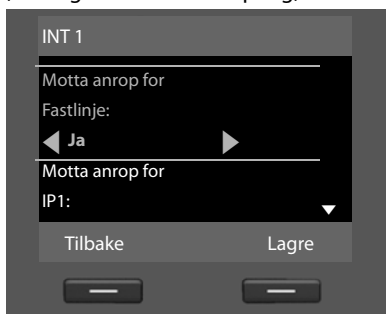 INT 1
Motta anrop for
Fastlinje:
Ja
Motta anrop for
IP1:
Tilbake Lagre